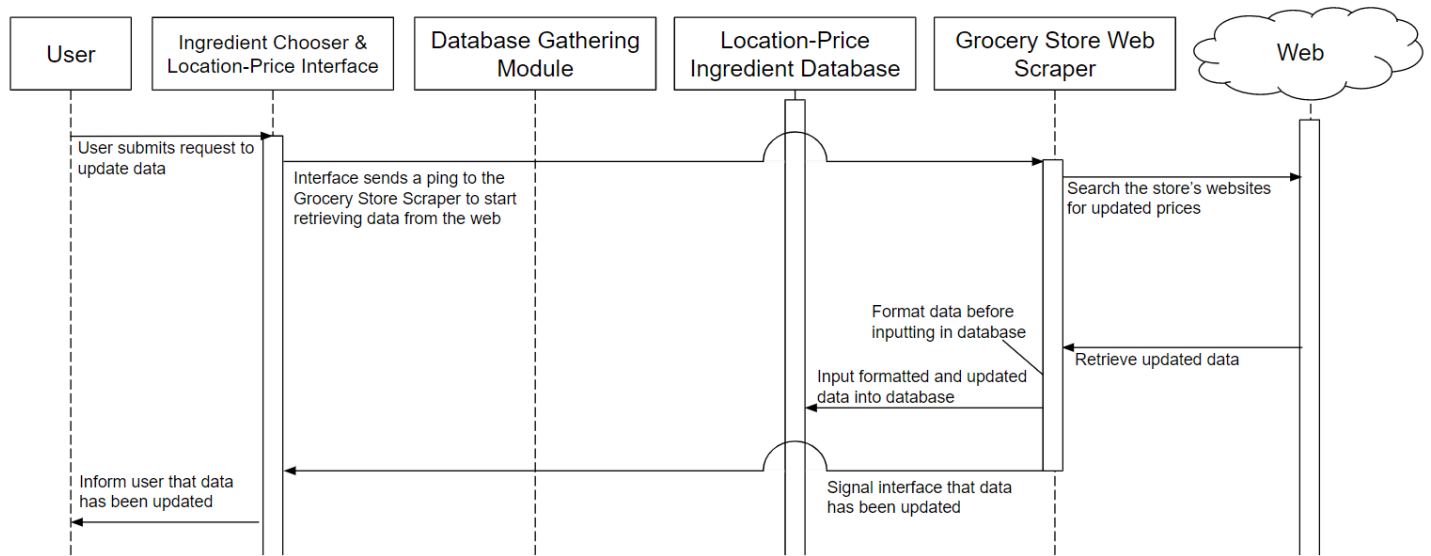 User
Ingredient Chooser &
Location-Price Interface
Database Gathering
Module
Location-Price
Ingredient Database
Grocery Store Web
Scraper
Web
User submits request to
update data
Interface sends a ping to the
Grocery Store Scraper to start
retrieving data from the web
Search the store's websites
for updated prices
Format data before
inputting in database
Retrieve updated data
Input formatted and updated
data into database
Signal interface that data
has been updated
Inform user that data
has been updated